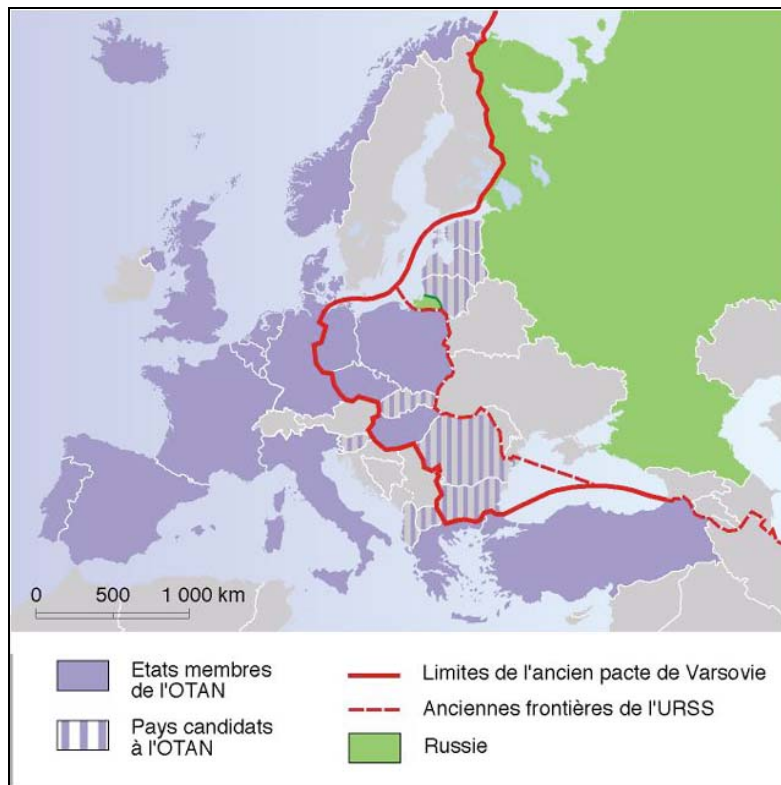 0 500 1 000 km
Etats membres
de l'OTAN
Pays candidats
à l'OTAN
Limites de l'ancien pacte de Varsovie
Anciennes frontières de l'URSS
Russie